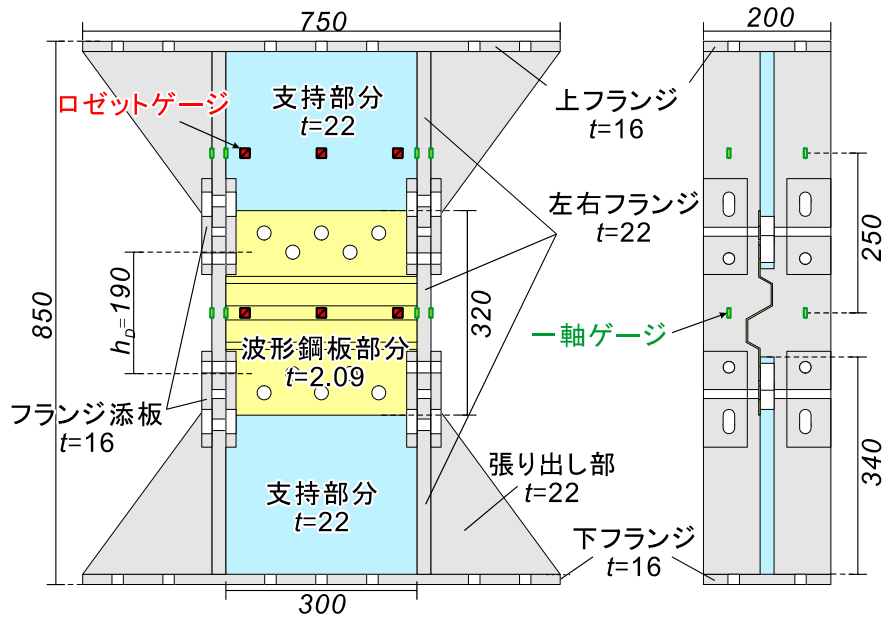 750
200
ロゼットゲージ
支持部分
t=22
上フランジ
t=16
左右フランジ
t=22
850
h_D=190
320
250
波形鋼板部分
t=2.09
一軸ゲージ
フランジ添板
t=16
支持部分
t=22
張り出し部
t=22
340
下フランジ
t=16
300